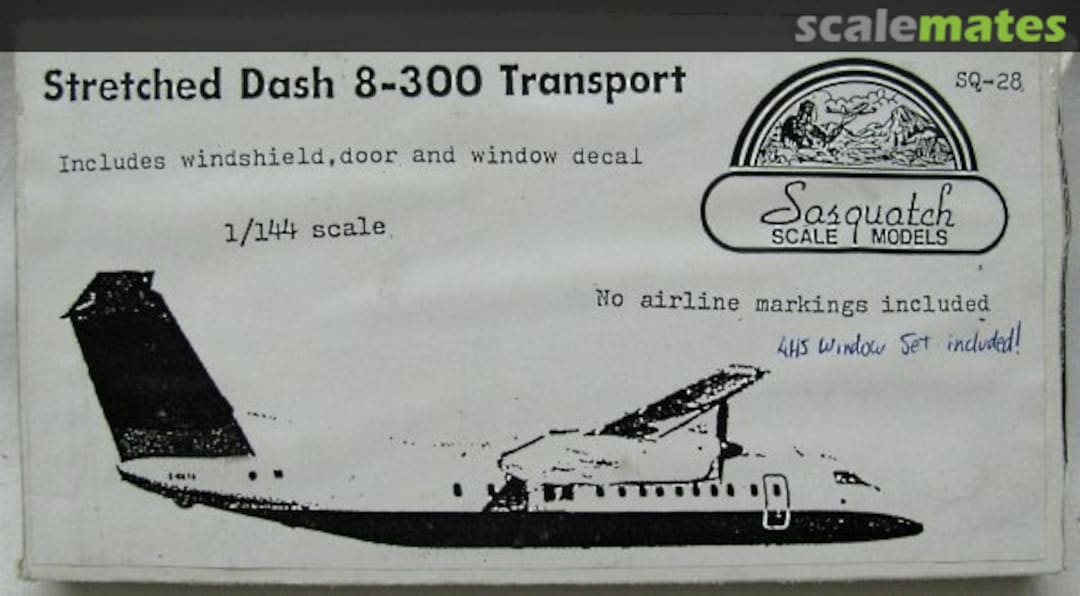 scalemates
Stretched Dash 8-300 Transport
SQ-28
Includes windshield,door and window decal
Sasquatch
SCALE MODELS
1/144 scale
No airline markings included
Window Set included!